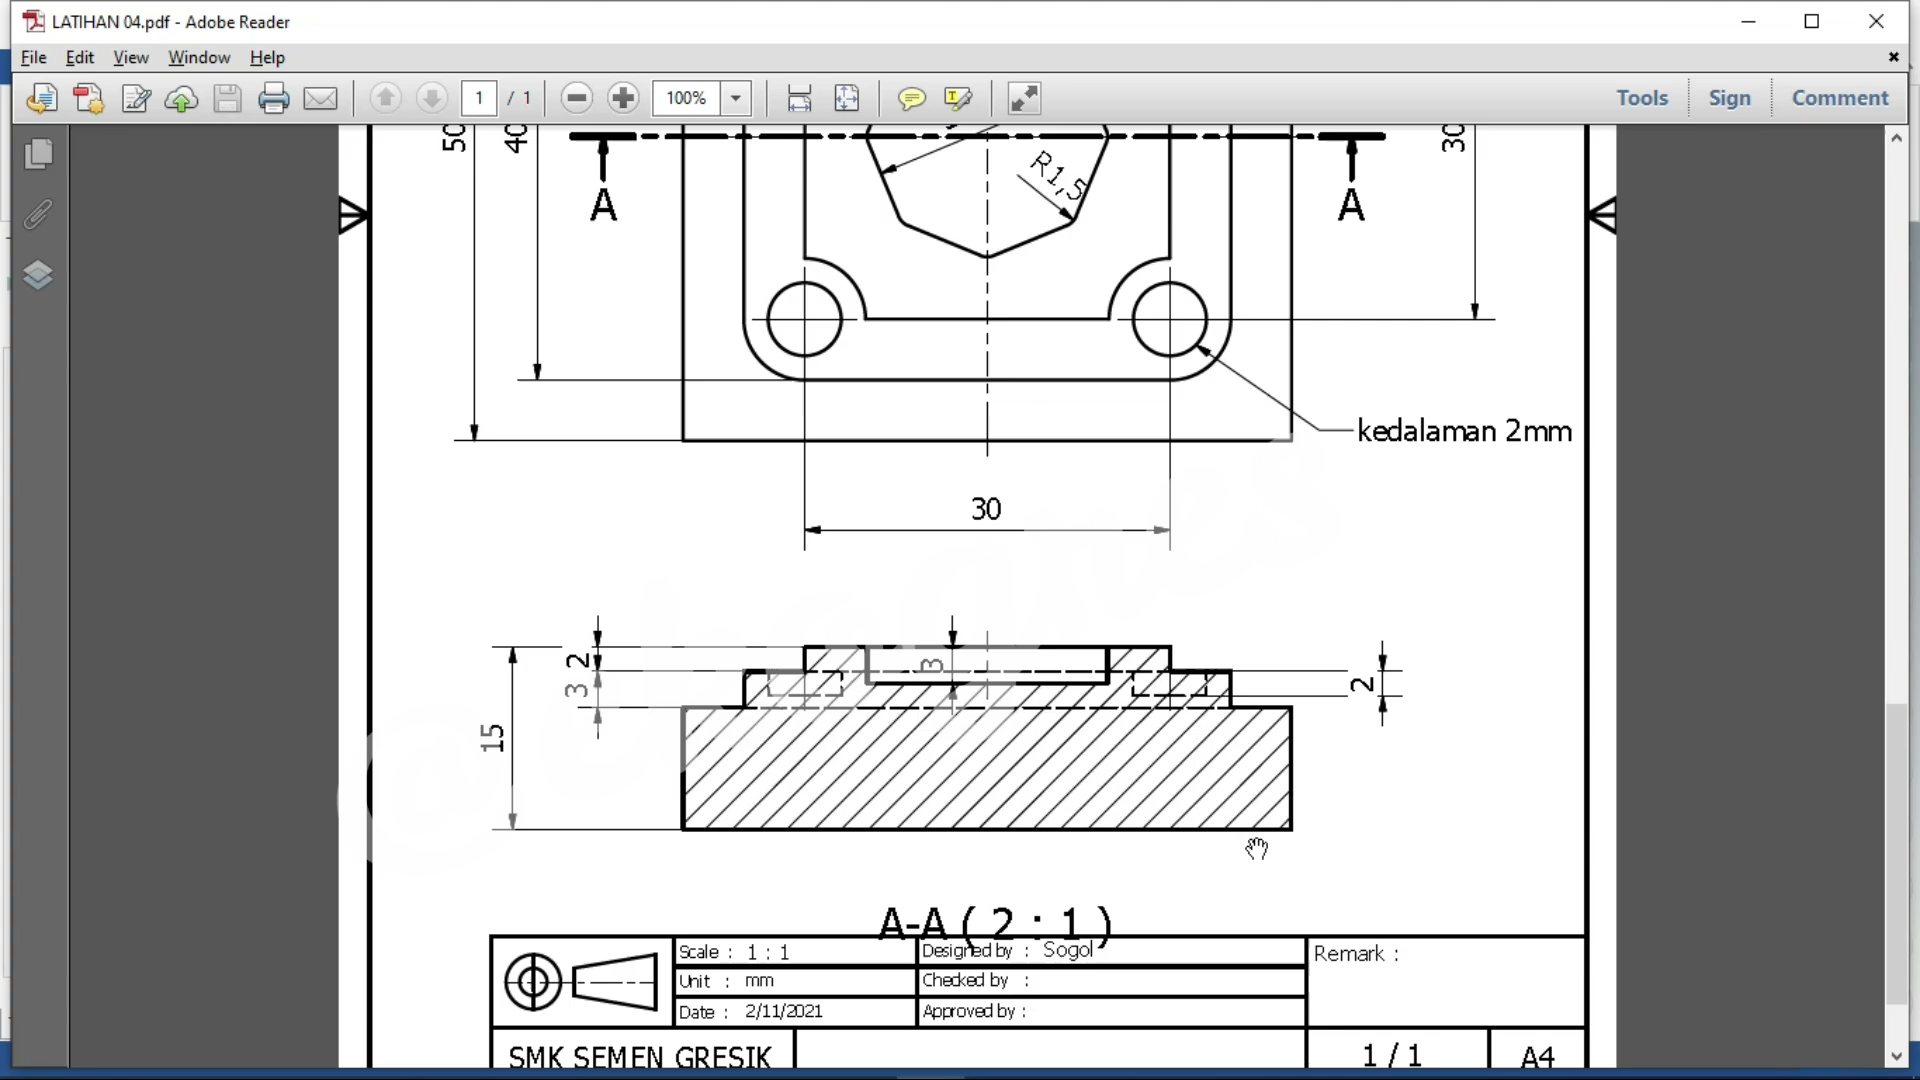 LATIHAN 04.pdf - Adobe Reader
File Edit View Window Help
1 / 1 100% Tools Sign Comment
50 40 30
R1,5
A A
kedalaman 2mm
30
2
3
3
2
15
A-A ( 2 : 1 )
Scale : 1 : 1 Designed by : Sogol Remark :
Unit : mm Checked by :
Date : 2/11/2021 Approved by :
SMK SEMEN GRESIK 1 / 1 A4